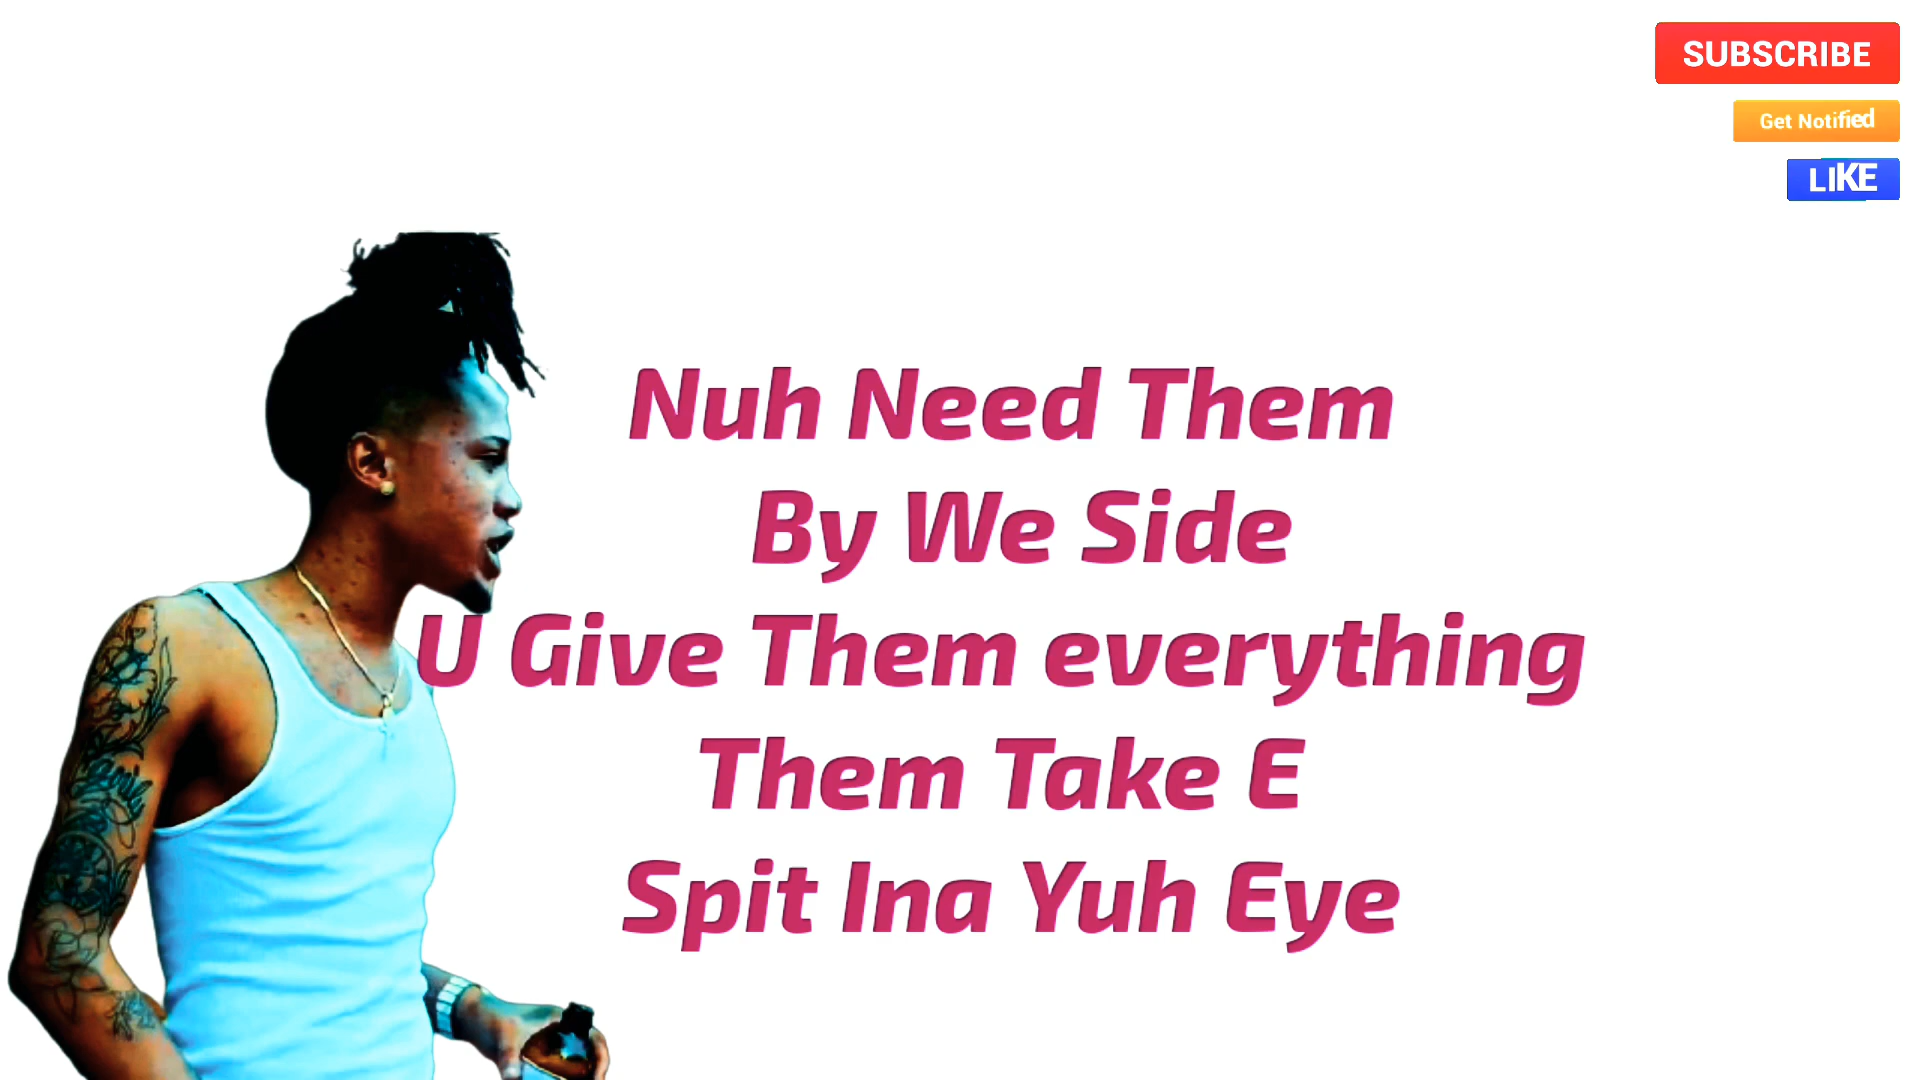 SUBSCRIBE
Get Notified
LIKE
Nuh Need Them
By We Side
U Give Them everything
Them Take E
Spit Ina Yuh Eye